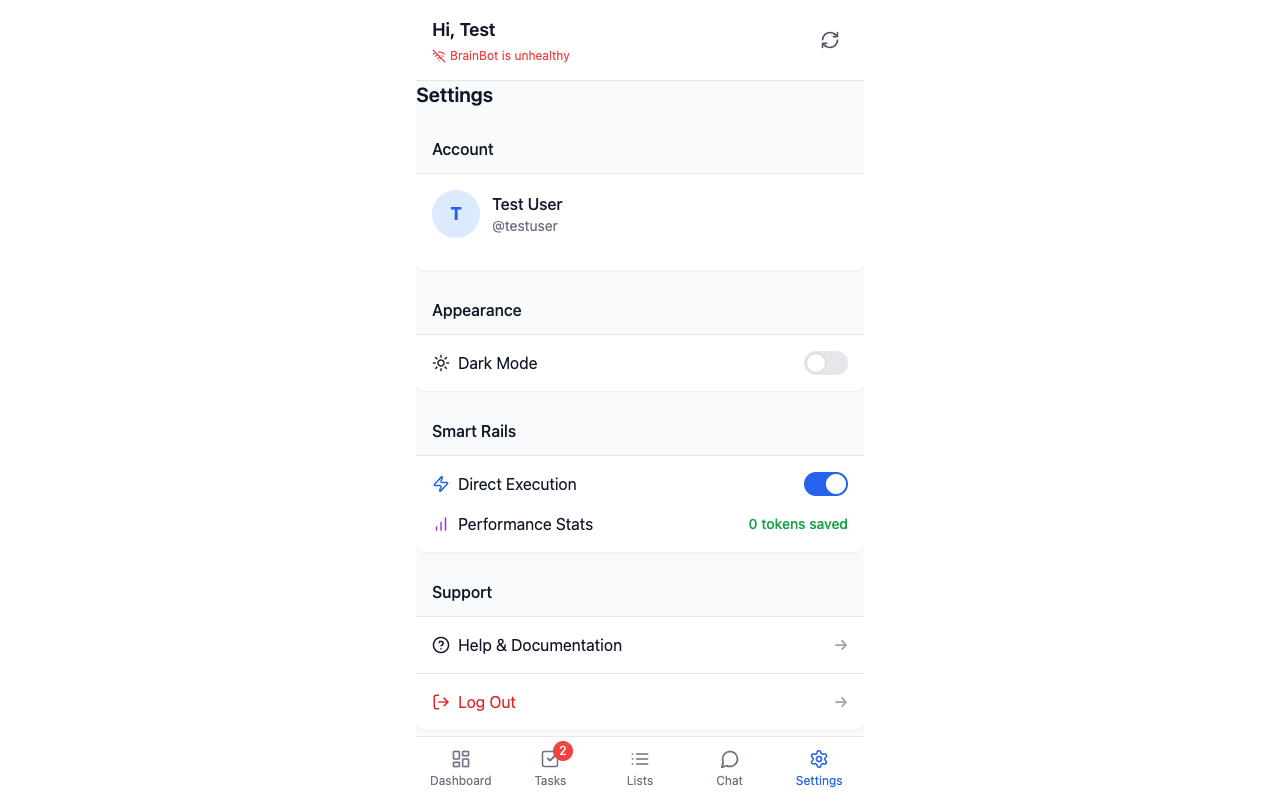 Hi, Test
BrainBot is unhealthy
Settings
Account
T
Test User
@testuser
Appearance
Dark Mode
Smart Rails
Direct Execution
Performance Stats
0 tokens saved
Support
Help & Documentation
Log Out
2
Dashboard
Tasks
Lists
Chat
Settings